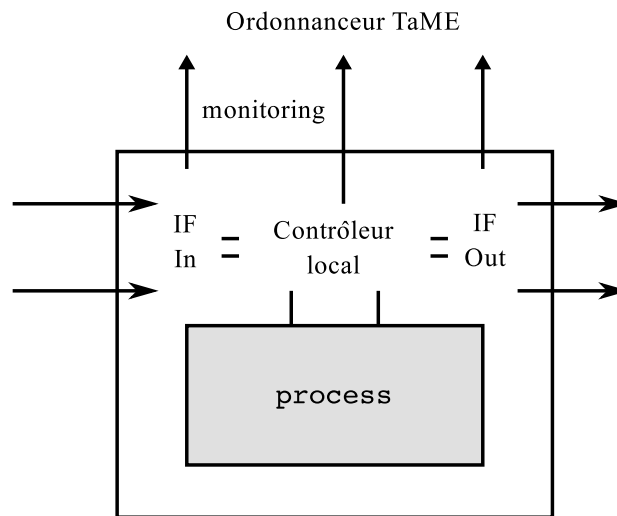 Ordonnanceur TaME
monitoring
IF
In
Contrôleur
local
IF
Out
process